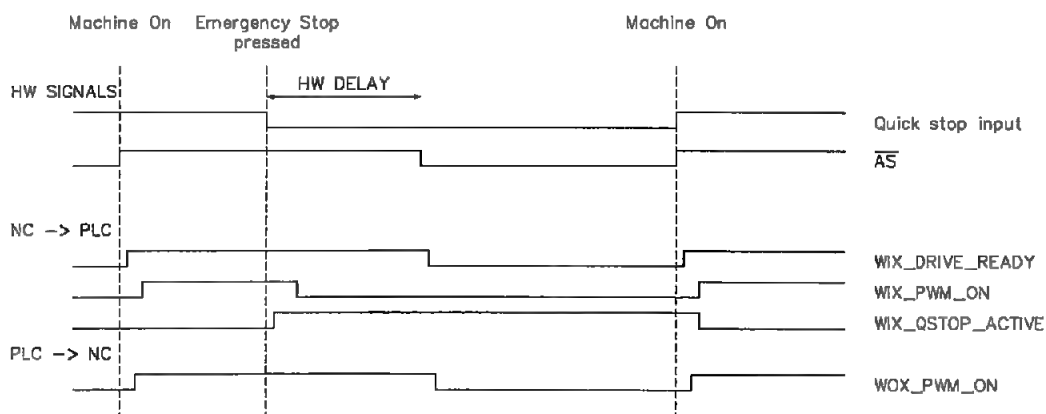 Machine On Emergency Stop Machine On
pressed
HW DELAY
HW SIGNALS
Quick stop input
AS
NC -> PLC
WIX_DRIVE_READY
WIX_PWM_ON
WIX_QSTOP_ACTIVE
PLC -> NC
WOX_PWM_ON